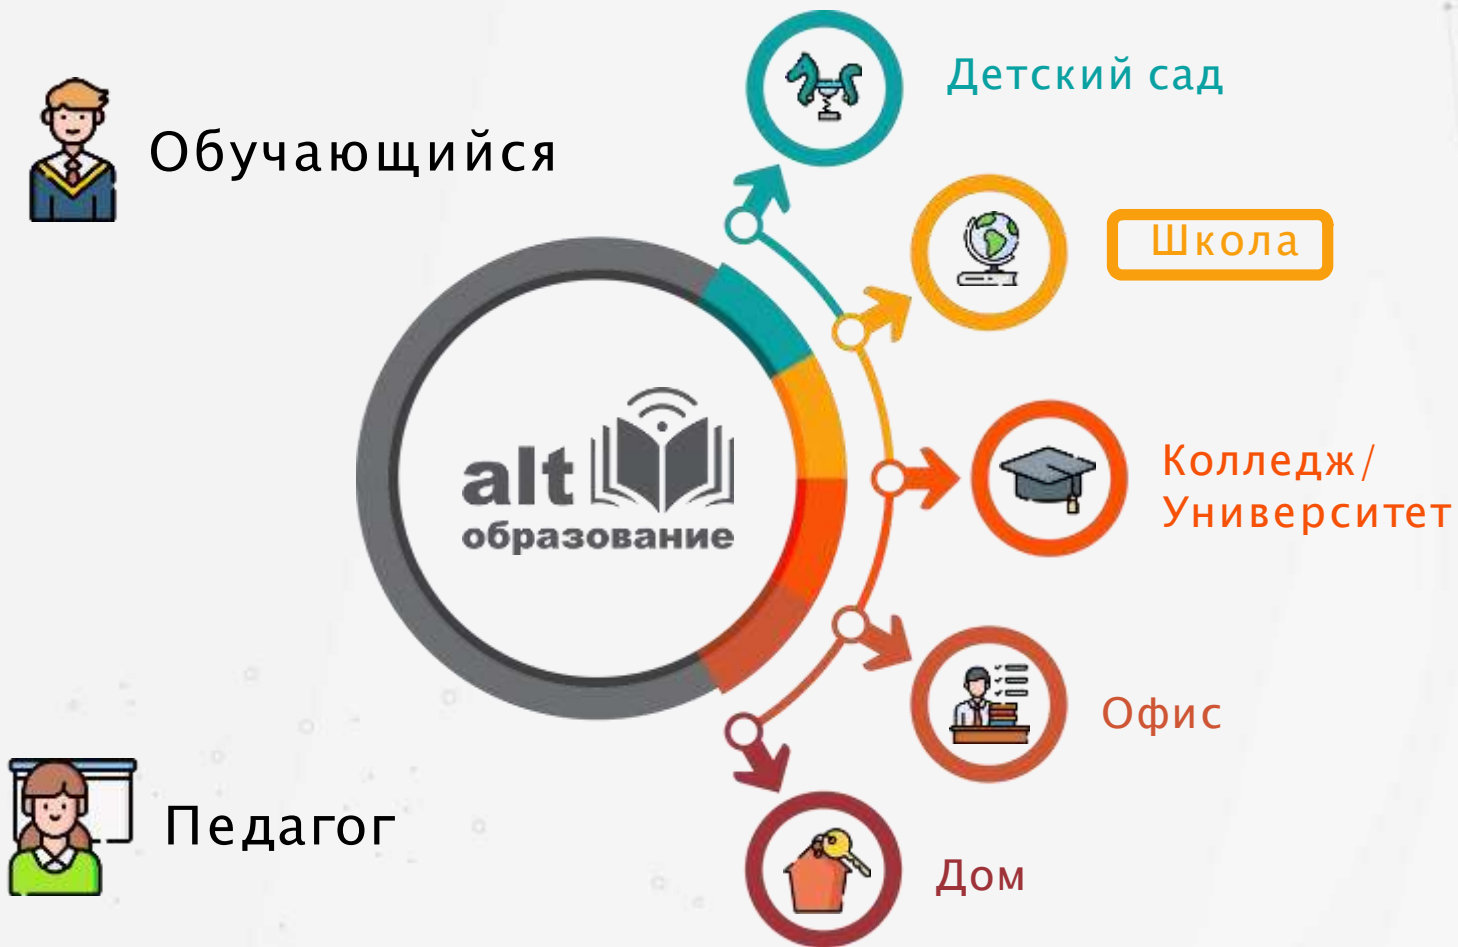 Детский сад
Обучающийся
Школа
alt
образование
Колледж/
Университет
Офис
Педагог
Дом